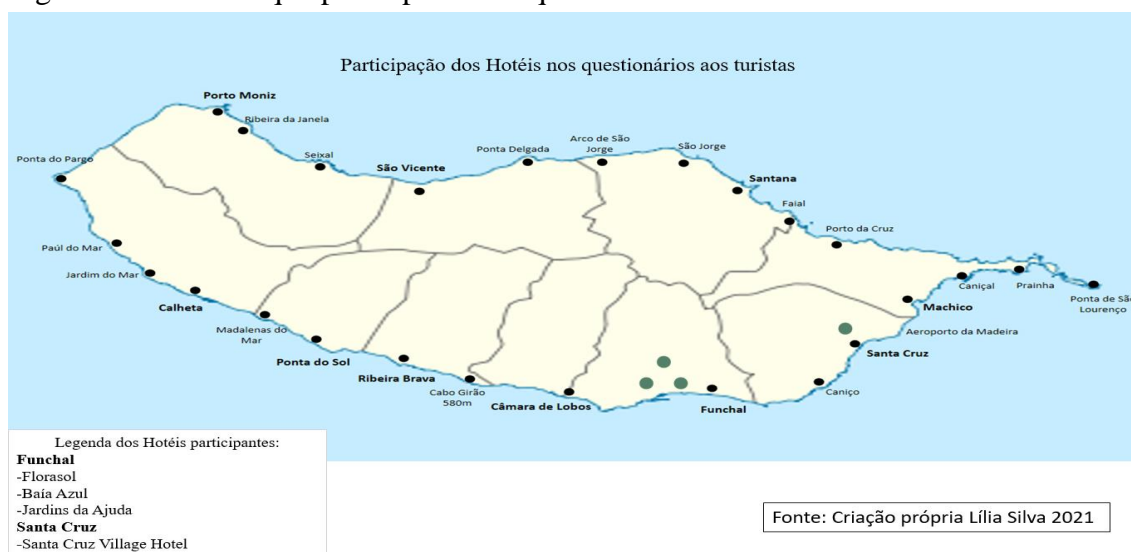 Participação dos Hotéis nos questionários aos turistas
Porto Moniz
Ribeira da Janela
Seixal
Ponta do Pargo
São Vicente
Ponta Delgada
Arco de São
Jorge
São Jorge
Santana
Faial
Porto da Cruz
Paúl do Mar
Jardim do Mar
Calheta
Madalenas do
Mar
Ponta do Sol
Ribeira Brava
Cabo Girão
580m
Câmara de Lobos
Funchal
Caniço
Santa Cruz
Aeroporto da Madeira
Machico
Caniçal
Prainha
Ponta de São
Lourenço
Legenda dos Hotéis participantes:
Funchal
-Florasol
-Baía Azul
-Jardins da Ajuda
Santa Cruz
-Santa Cruz Village Hotel
Fonte: Criação própria Lília Silva 2021